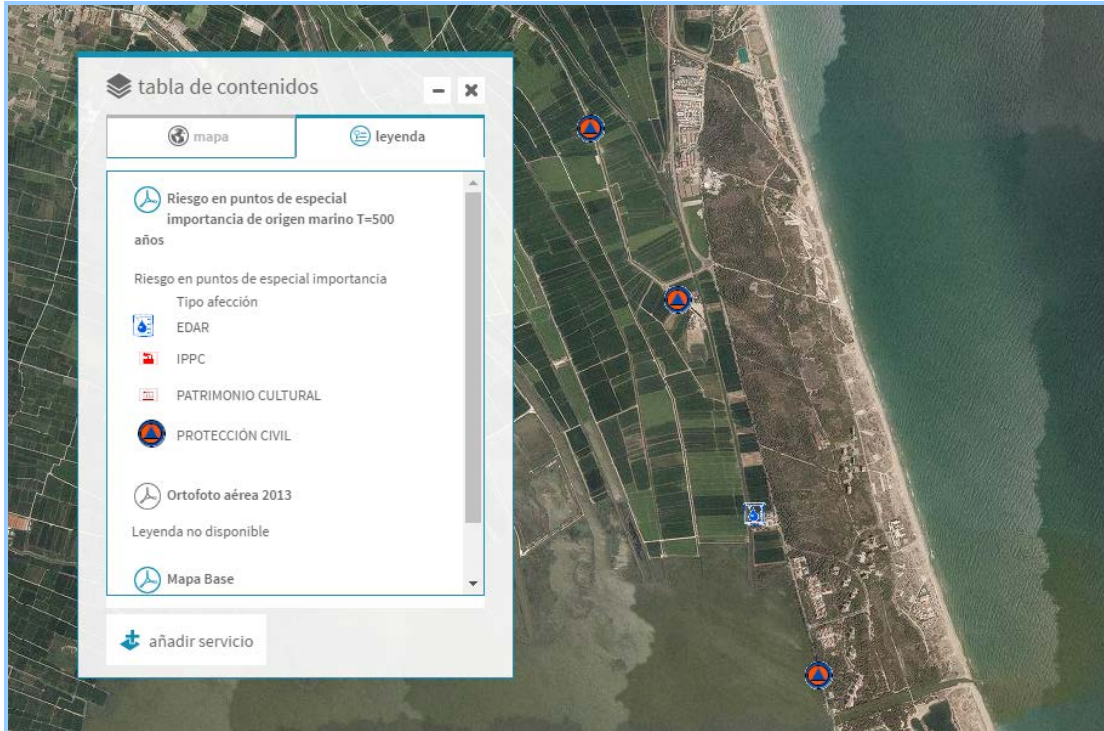 tabla de contenidos
mapa
leyenda
Riesgo en puntos de especial
importancia de origen marino T=500
años
Riesgo en puntos de especial importancia
Tipo afección
EDAR
IPPC
PATRIMONIO CULTURAL
PROTECCIÓN CIVIL
Ortofoto aérea 2013
Leyenda no disponible
Mapa Base
añadir servicio